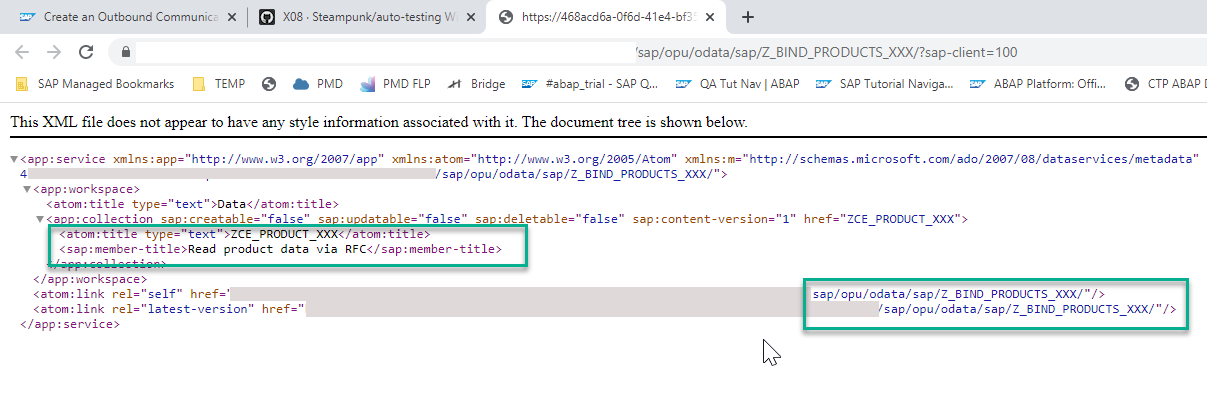 Create an Outbound Communica
X08 · Steampunk/auto-testing W
https://468acd6a-0f6d-41e4-bf35
/sap/opu/odata/sap/Z_BIND_PRODUCTS_XXX/?sap-client=100
SAP Managed Bookmarks
TEMP
PMD
PMD FLP
Bridge
#abap_trial - SAP Q...
QA Tut Nav | ABAP
SAP Tutorial Naviga...
ABAP Platform: Offi...
CTP ABAP
This XML file does not appear to have any style information associated with it. The document tree is shown below.
<app:service xmlns:app="http://www.w3.org/2007/app" xmlns:atom="http://www.w3.org/2005/Atom" xmlns:m="http://schemas.microsoft.com/ado/2007/08/dataservices/metadata"
4 /sap/opu/odata/sap/Z_BIND_PRODUCTS_XXX/">
<app:workspace>
<atom:title type="text">Data</atom:title>
<app:collection sap:creatable="false" sap:updatable="false" sap:deletable="false" sap:content-version="1" href="ZCE_PRODUCT_XXX">
<atom:title type="text">ZCE_PRODUCT_XXX</atom:title>
<sap:member-title>Read product data via RFC</sap:member-title>
</app:collection>
</app:workspace>
<atom:link rel="self" href=" sap/opu/odata/sap/Z_BIND_PRODUCTS_XXX/"/>
<atom:link rel="latest-version" href=" /sap/opu/odata/sap/Z_BIND_PRODUCTS_XXX/"/>
</app:service>